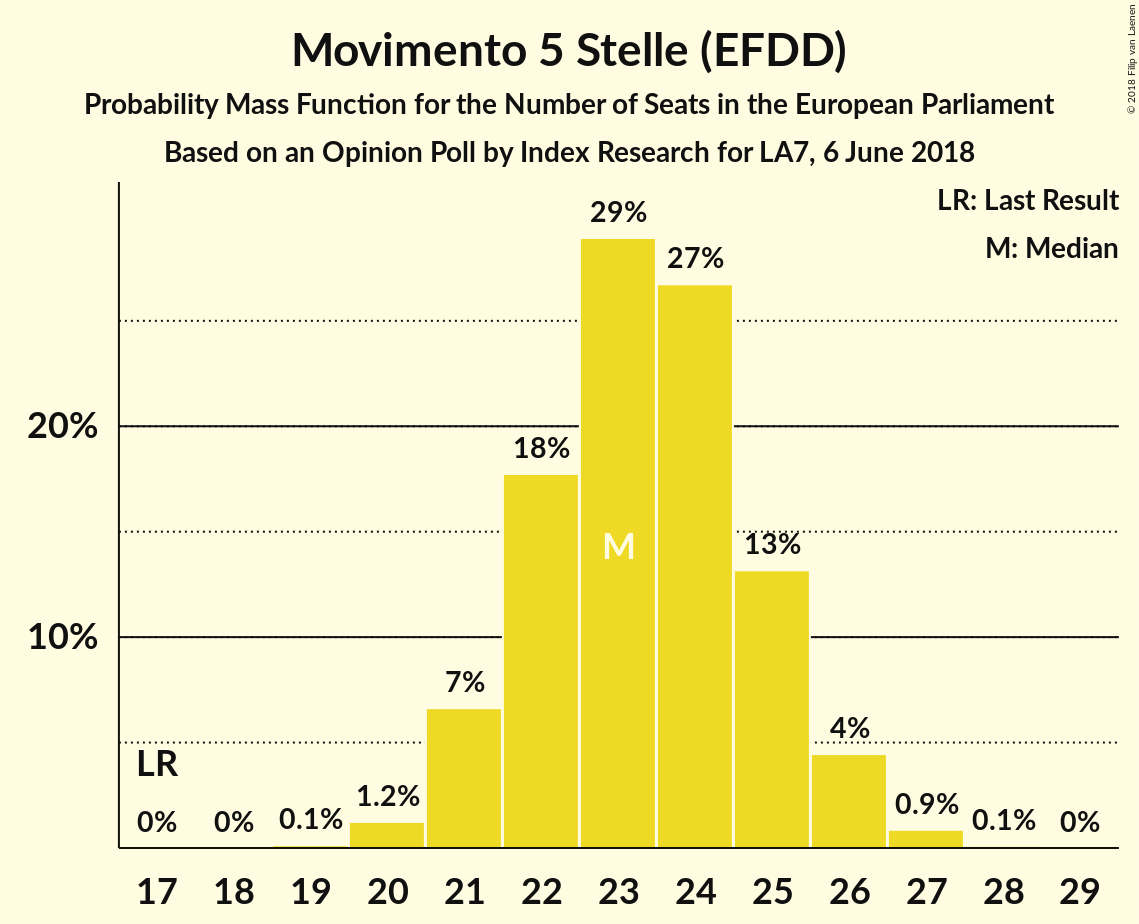 Movimento 5 Stelle (EFDD)
Probability Mass Function for the Number of Seats in the European Parliament
Based on an Opinion Poll by Index Research for LA7, 6 June 2018
© 2018 Filip van Laenen
LR: Last Result
M: Median
20%
10%
LR
0%
0%
0.1%
1.2%
7%
18%
29%
M
27%
13%
4%
0.9%
0.1%
0%
17 18 19 20 21 22 23 24 25 26 27 28 29